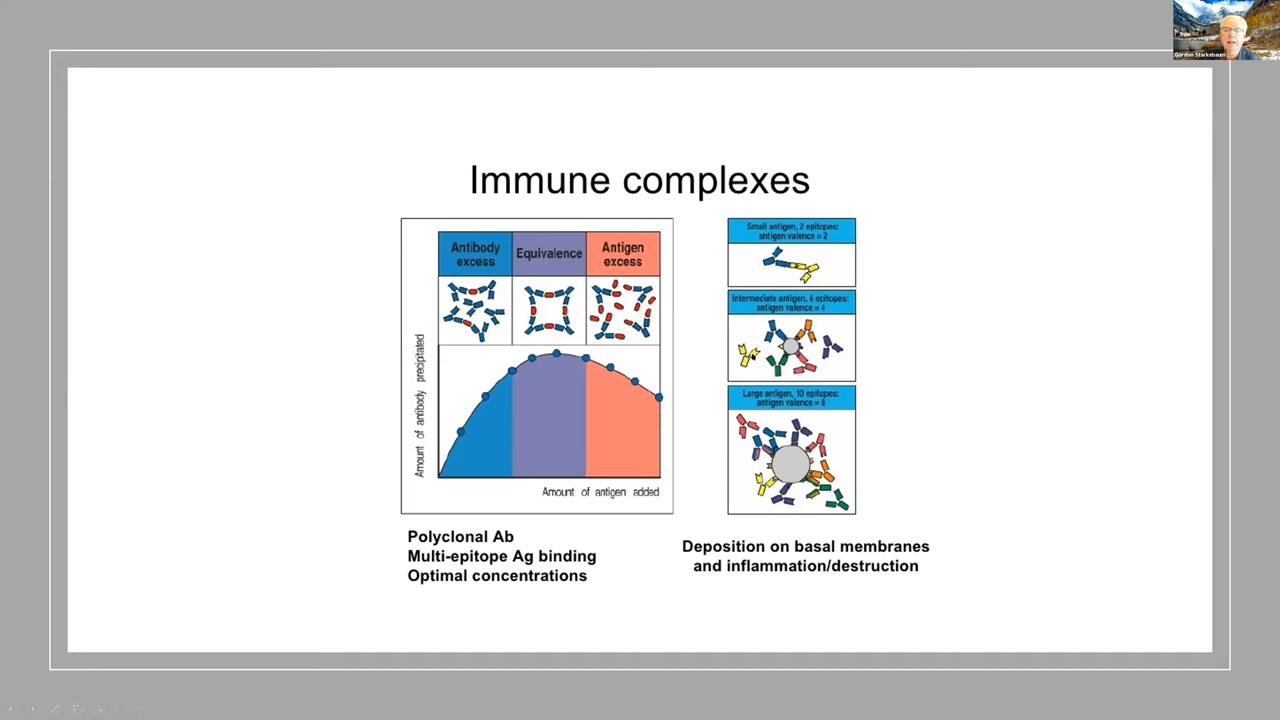 Gordon Starkebaum
Immune complexes
Antibody
excess
Equivalence
Antigen
excess
Amount of antibody precipitated
Amount of antigen added
Small antigen, 2 epitopes:
antigen valence = 2
Intermediate antigen, 6 epitopes:
antigen valence = 4
Large antigen, 10 epitopes:
antigen valence = 8
Polyclonal Ab
Multi-epitope Ag binding
Optimal concentrations
Deposition on basal membranes
and inflammation/destruction